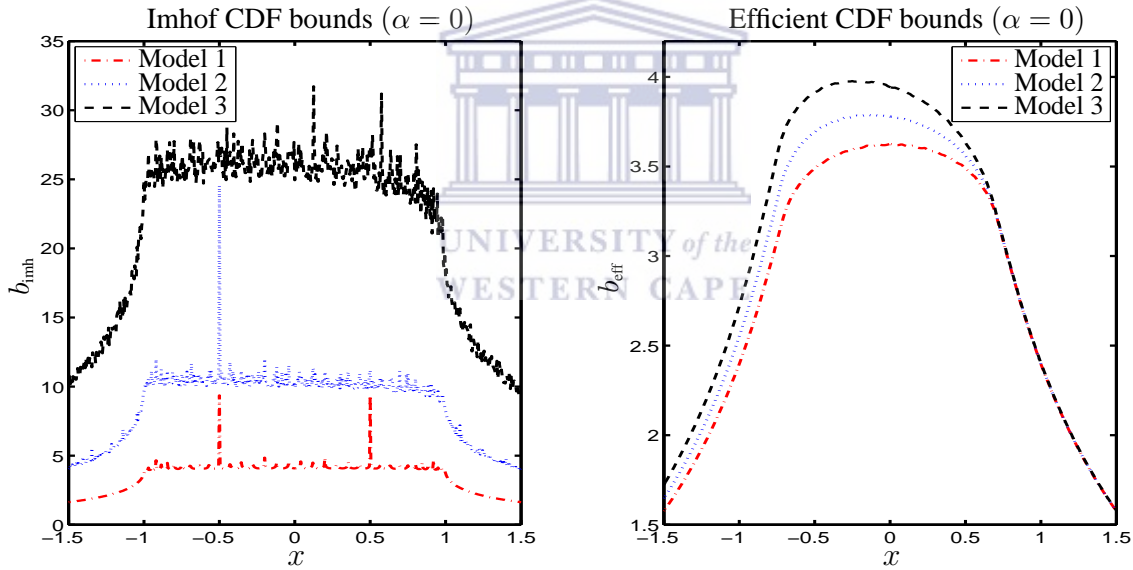 Imhof CDF bounds (α = 0)
35
30
25
20
15
10
5
0
b_imh
−1.5 −1 −0.5 0 0.5 1 1.5
x
Model 1
Model 2
Model 3
Efficient CDF bounds (α = 0)
4
3.5
3
2.5
2
1.5
b_eff
−1.5 −1 −0.5 0 0.5 1 1.5
x
Model 1
Model 2
Model 3
UNIVERSITY of the
WESTERN CAPE